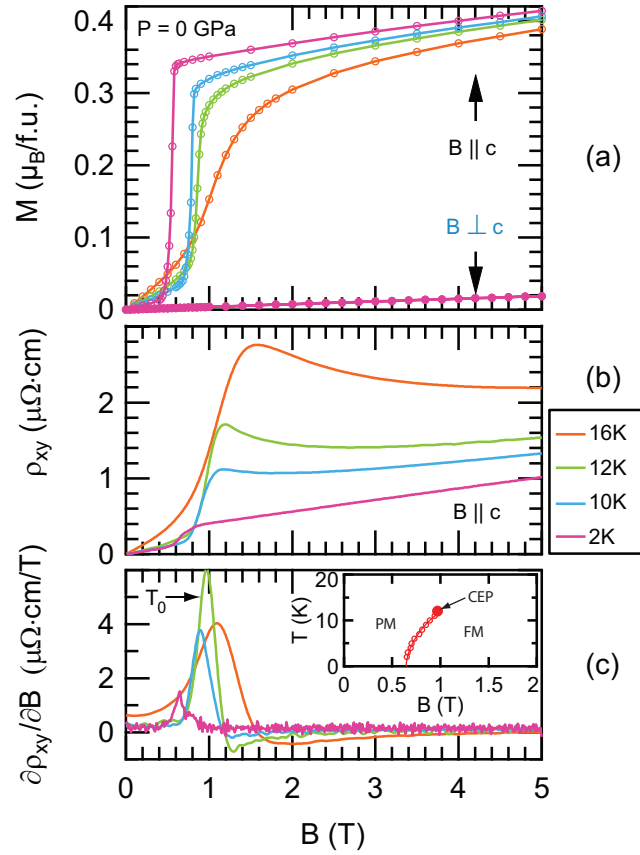 P = 0 GPa
0.4
0.3
0.2
0.1
0
M (μB/f.u.)
B || c
B ⊥ c
(a)
2
1
0
ρxy (μΩ·cm)
B || c
(b)
16K
12K
10K
2K
4
2
0
∂ρxy/∂B (μΩ·cm/T)
T0
20
10
0
T (K)
PM
FM
CEP
0
0.5
1
1.5
2
B (T)
(c)
0
1
2
3
4
5
B (T)